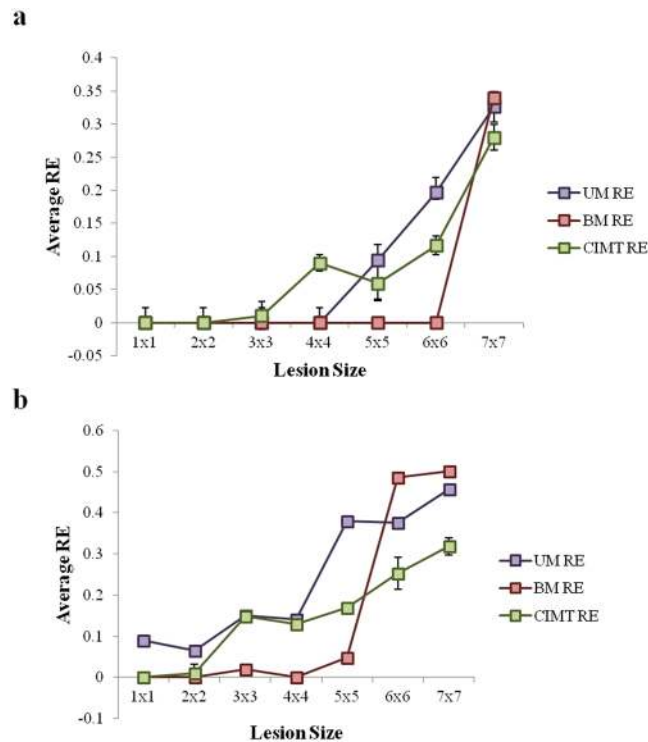 a
0.4
0.35
0.3
0.25
0.2
0.15
0.1
0.05
0
-0.05
Average RE
1x1 2x2 3x3 4x4 5x5 6x6 7x7
Lesion Size
UM RE
BM RE
CIMT RE
b
0.6
0.5
0.4
0.3
0.2
0.1
0
-0.1
Average RE
1x1 2x2 3x3 4x4 5x5 6x6 7x7
Lesion Size
UM RE
BM RE
CIMT RE